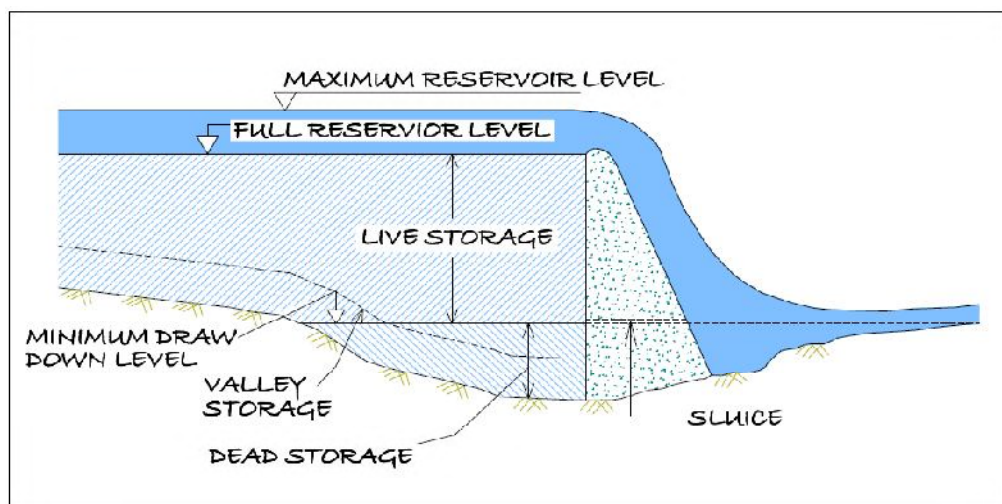 MAXIMUM RESERVOIR LEVEL
FULL RESERVIOR LEVEL
LIVE STORAGE
MINIMUM DRAW
DOWN LEVEL
VALLEY
STORAGE
SLUICE
DEAD STORAGE